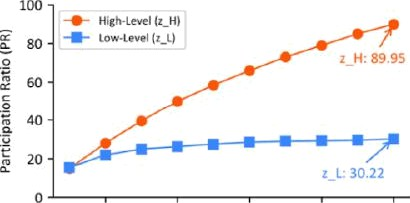 100
80
60
40
20
0
Participation Ratio (PR)
High-Level (z_H)
Low-Level (z_L)
z_H: 89.95
z_L: 30.22